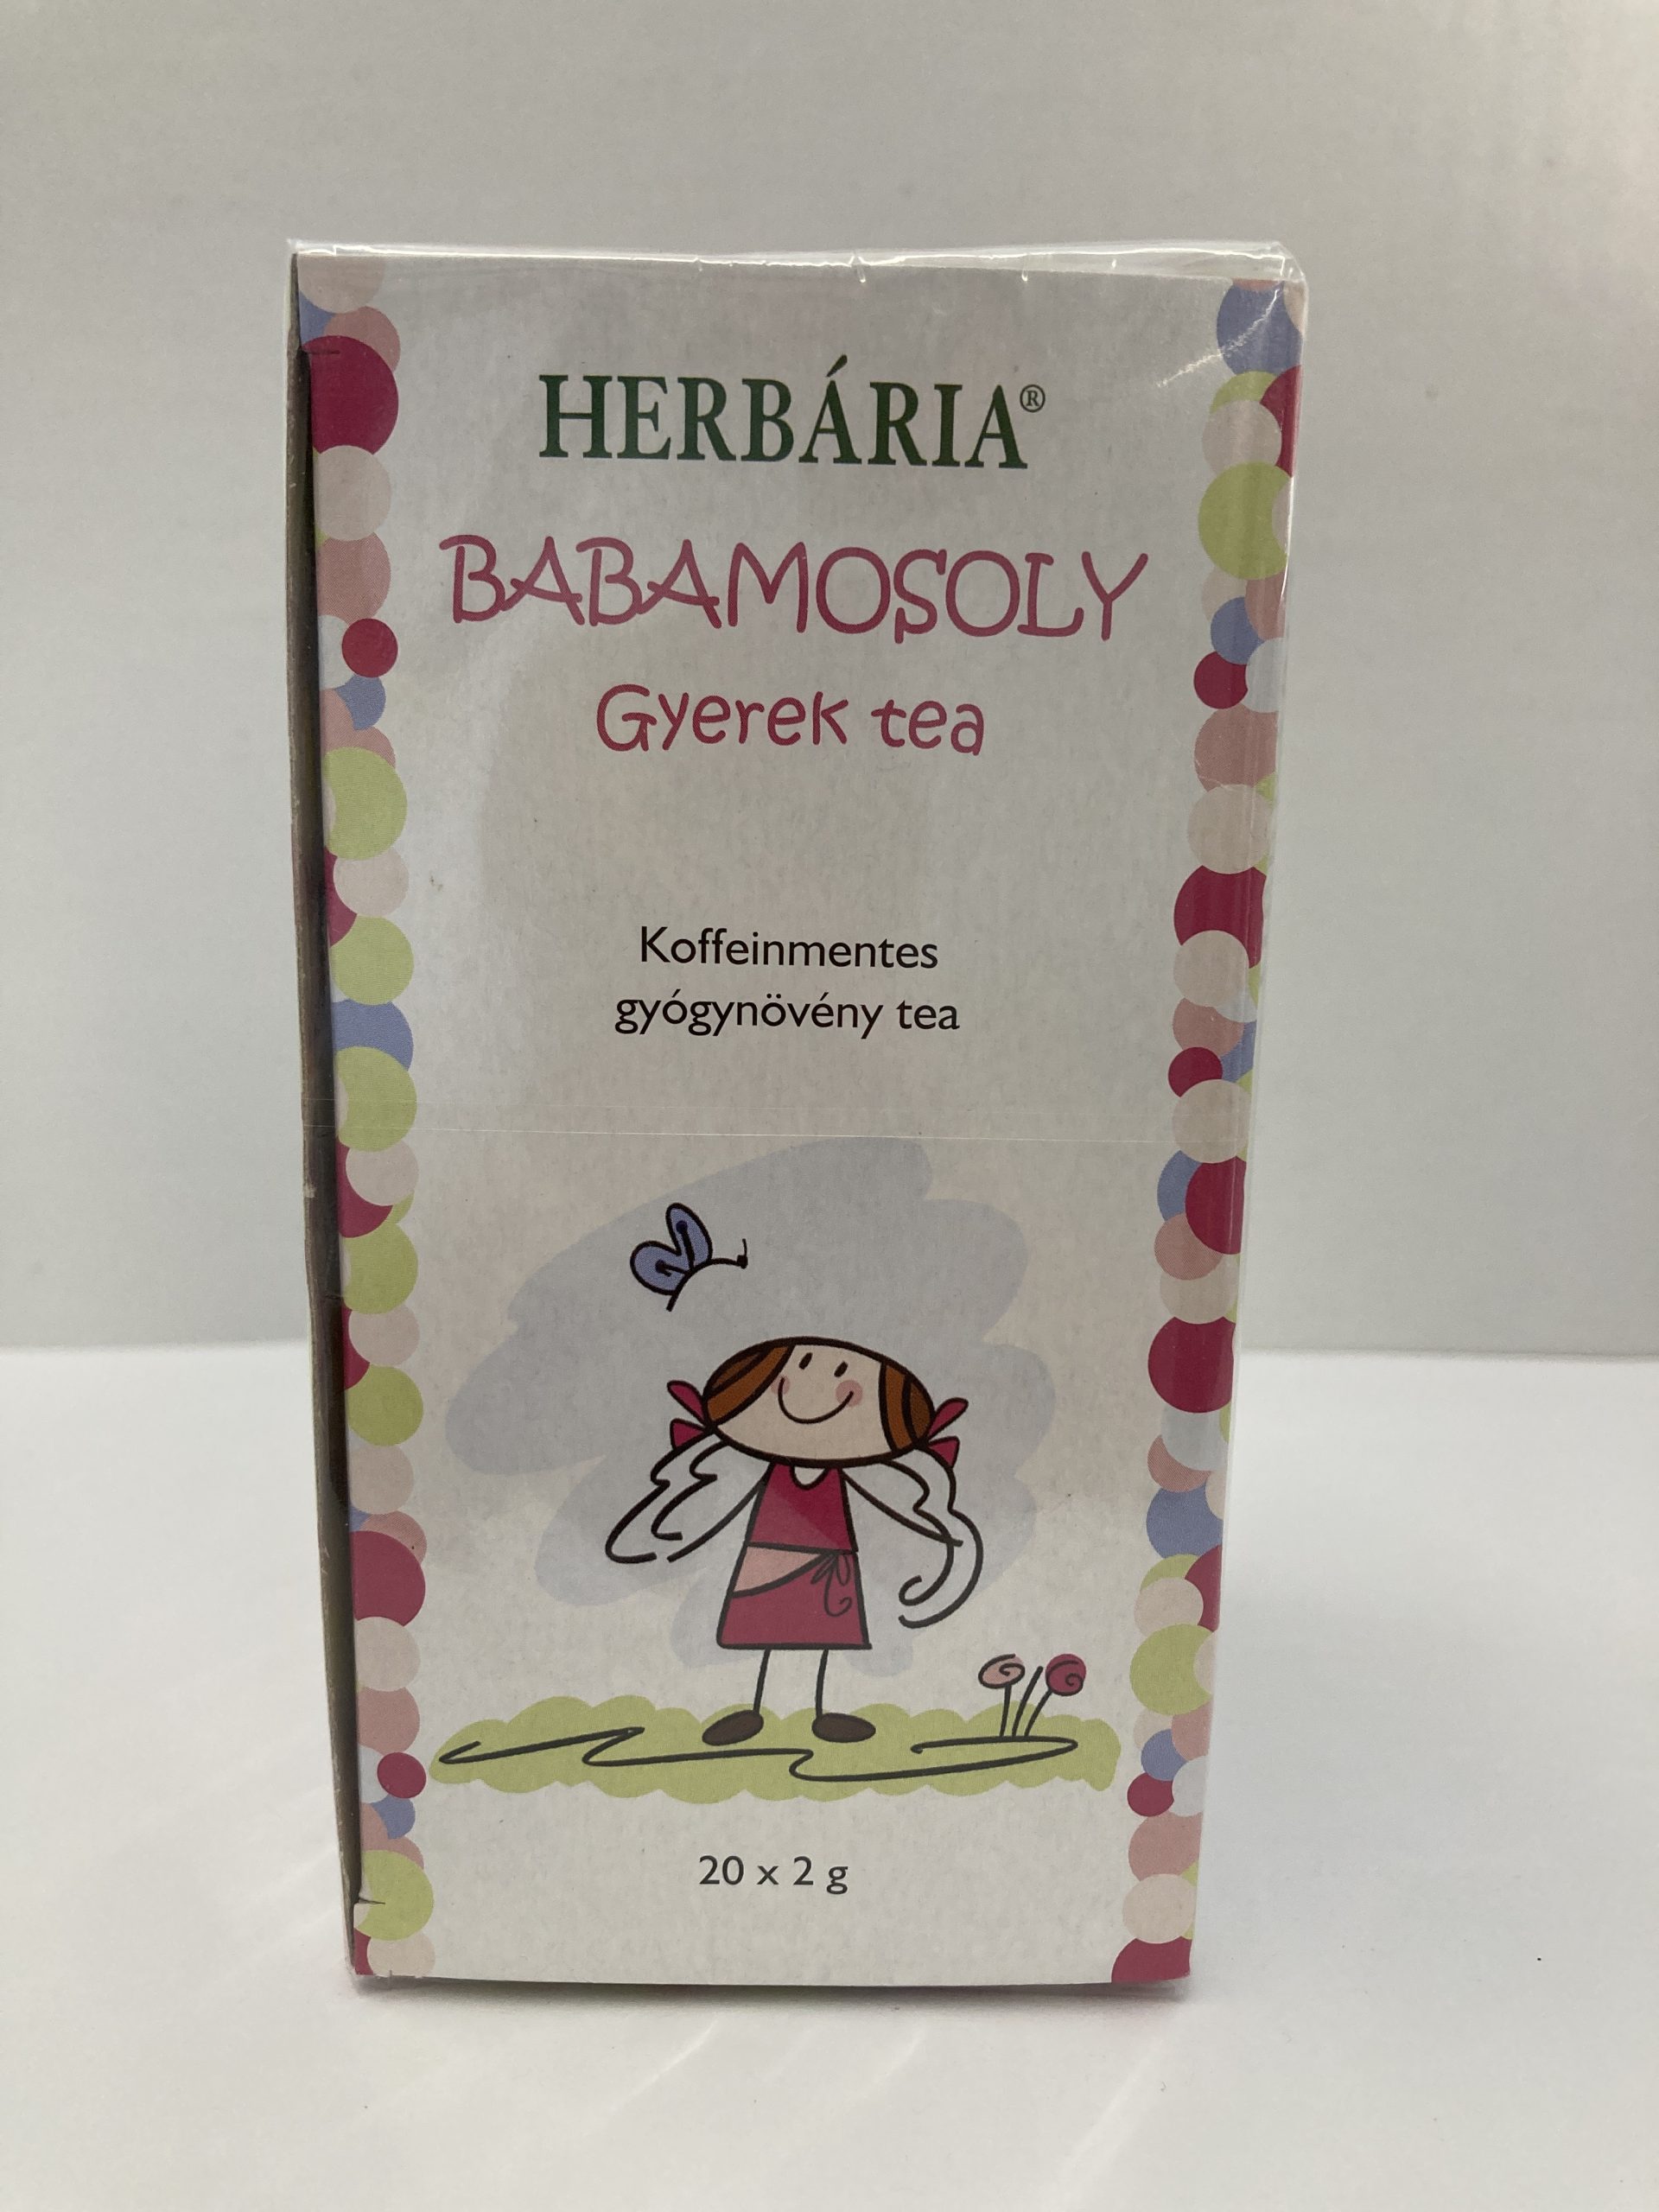 HERBÁRIA®
BABAMOSOLY
Gyerek tea
Koffeinmentes
gyógynövény tea
20 x 2 g